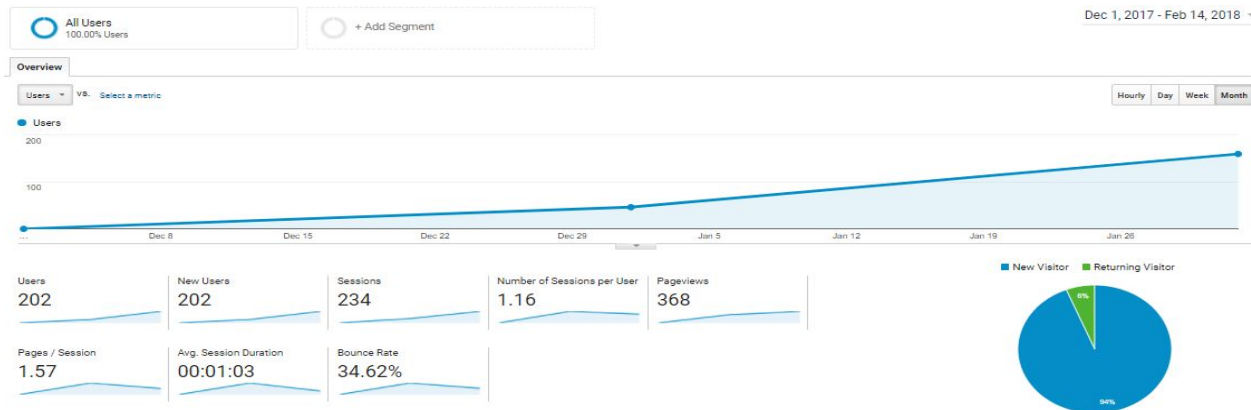 All Users
100.00% Users
+ Add Segment
Dec 1, 2017 - Feb 14, 2018
Overview
Users VS. Select a metric
Hourly Day Week Month
Users
200
100
... Dec 8 Dec 15 Dec 22 Dec 29 Jan 5 Jan 12 Jan 19 Jan 26
Users New Users Sessions Number of Sessions per User Pageviews
202 202 234 1.16 368
Pages / Session Avg. Session Duration Bounce Rate
1.57 00:01:03 34.62%
New Visitor Returning Visitor
6%
94%